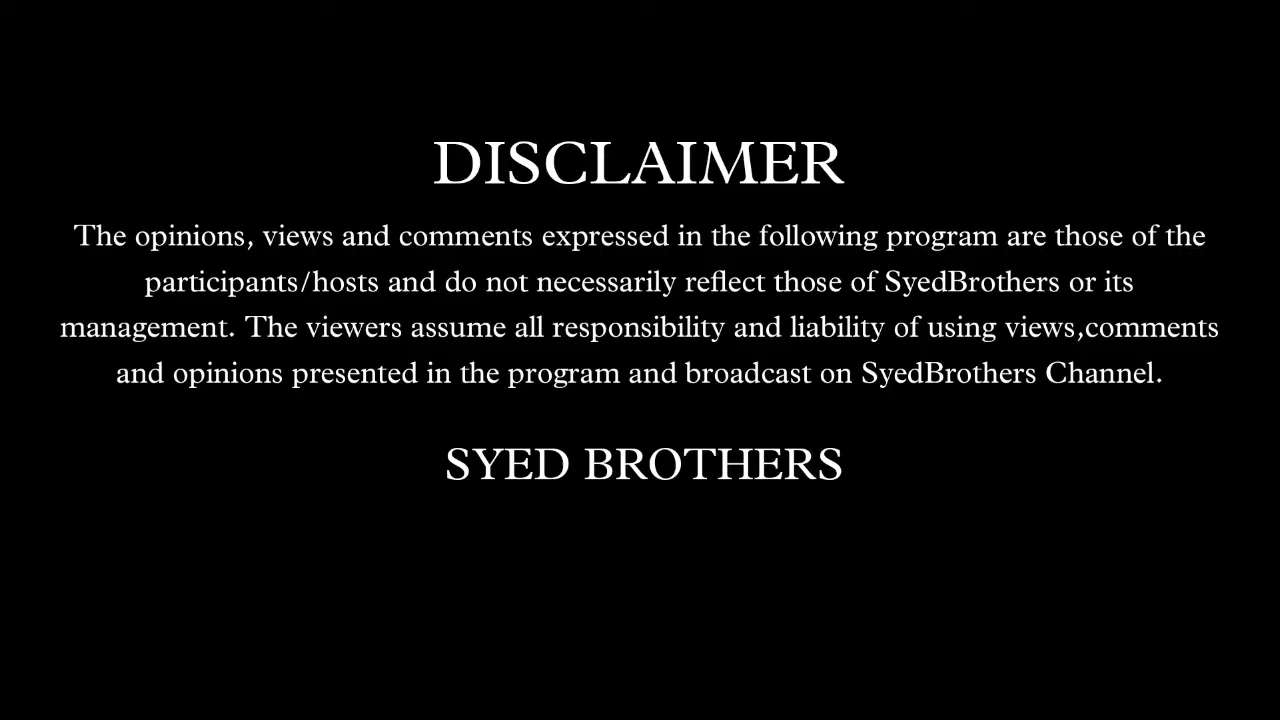 DISCLAIMER
The opinions, views and comments expressed in the following program are those of the
participants/hosts and do not necessarily reflect those of SyedBrothers or its
management. The viewers assume all responsibility and liability of using views,comments
and opinions presented in the program and broadcast on SyedBrothers Channel.
SYED BROTHERS